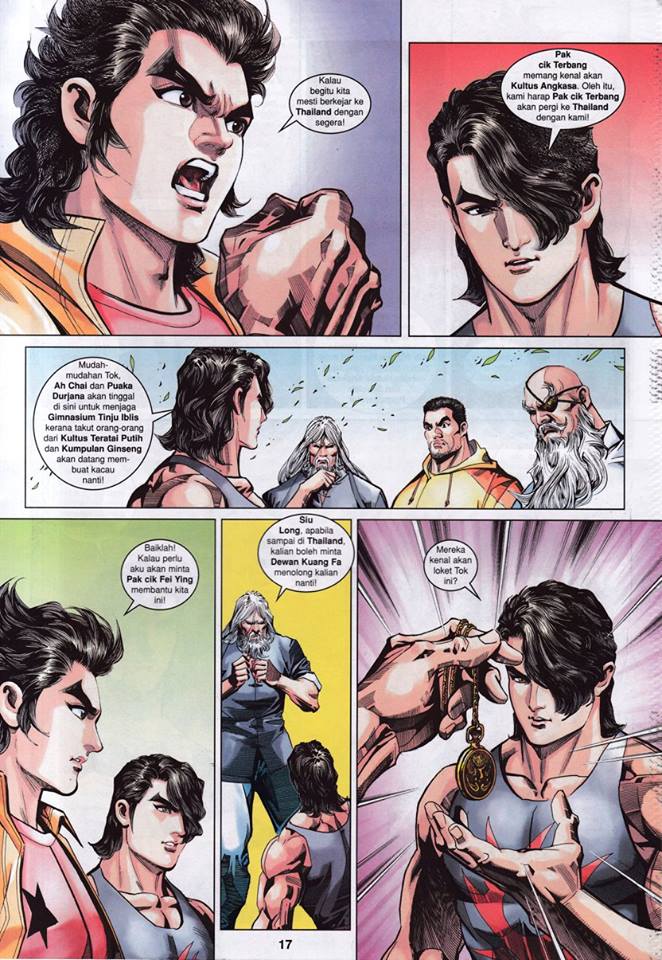 Kalau
begitu kita
mesti berkejar ke
Thailand dengan
segera!
Pak
cik Terbang
memang kenal akan
Kultus Angkasa. Oleh itu,
kami harap Pak cik Terbang
akan pergi ke Thailand
dengan kami!
Mudah-
mudahan Tok,
Ah Chai dan Puaka
Durjana akan tinggal
di sini untuk menjaga
Gimnasium Tinju Iblis
kerana takut orang-orang
dari Kultus Teratai Putih
dan Kumpulan Ginseng
akan datang mem-
buat kacau
nanti!
Baiklah!
Kalau perlu
aku akan minta
Pak cik Fei Ying
membantu kita
ini!
Siu
Long, apabila
sampai di Thailand,
kalian boleh minta
Dewan Kuang Fa
menolong kalian
nanti!
Mereka
kenal akan
loket Tok
ini?
17